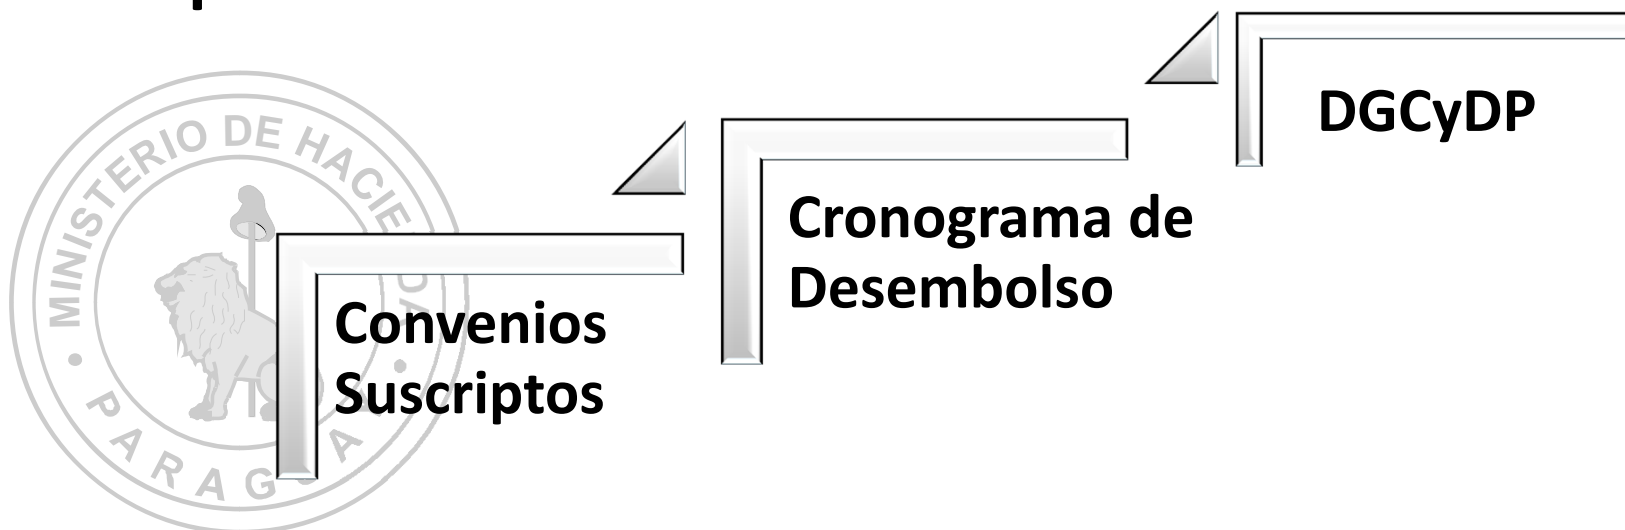 MINISTERIO DE HACIENDA
PARAGUAY
Convenios
Suscriptos
Cronograma de
Desembolso
DGCyDP